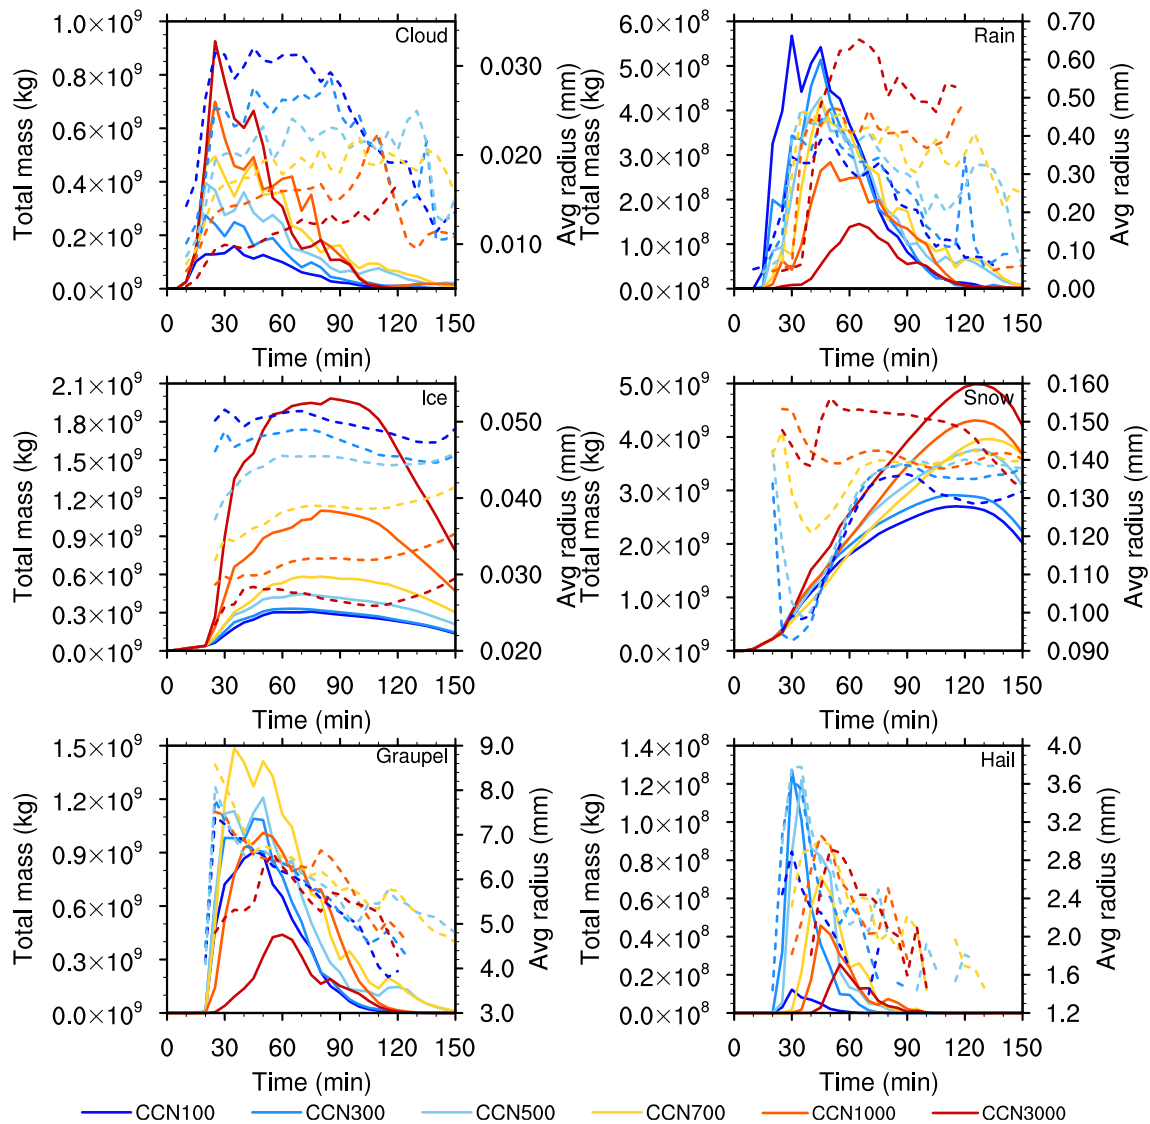 Cloud
Total mass (kg)
1.0×10⁹
0.8×10⁹
0.6×10⁹
0.4×10⁹
0.2×10⁹
0.0×10⁹
0.030
0.020
0.010
Avg radius (mm)
0 30 60 90 120 150
Time (min)
Rain
Total mass (kg)
6.0×10⁸
5.0×10⁸
4.0×10⁸
3.0×10⁸
2.0×10⁸
1.0×10⁸
0.0×10⁸
0.70
0.60
0.50
0.40
0.30
0.20
0.10
0.00
Avg radius (mm)
0 30 60 90 120 150
Time (min)
Ice
Total mass (kg)
2.1×10⁹
1.8×10⁹
1.5×10⁹
1.2×10⁹
0.9×10⁹
0.6×10⁹
0.3×10⁹
0.0×10⁹
0.050
0.040
0.030
0.020
Avg radius (mm)
0 30 60 90 120 150
Time (min)
Snow
Total mass (kg)
5.0×10⁹
4.0×10⁹
3.0×10⁹
2.0×10⁹
1.0×10⁹
0.0×10⁹
0.160
0.150
0.140
0.130
0.120
0.110
0.100
0.090
Avg radius (mm)
0 30 60 90 120 150
Time (min)
Graupel
Total mass (kg)
1.5×10⁹
1.2×10⁹
0.9×10⁹
0.6×10⁹
0.3×10⁹
0.0×10⁹
9.0
8.0
7.0
6.0
5.0
4.0
3.0
Avg radius (mm)
0 30 60 90 120 150
Time (min)
Hail
Total mass (kg)
1.4×10⁸
1.2×10⁸
1.0×10⁸
0.8×10⁸
0.6×10⁸
0.4×10⁸
0.2×10⁸
0.0×10⁸
4.0
3.6
3.2
2.8
2.4
2.0
1.6
1.2
Avg radius (mm)
0 30 60 90 120 150
Time (min)
CCN100 CCN300 CCN500 CCN700 CCN1000 CCN3000